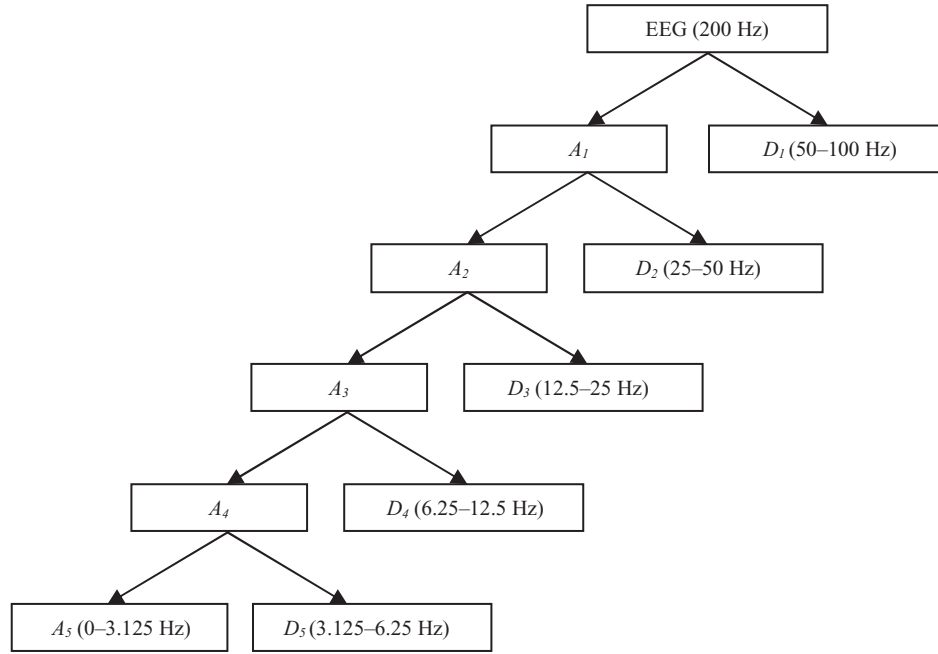 EEG (200 Hz)
A₁
D₁ (50–100 Hz)
A₂
D₂ (25–50 Hz)
A₃
D₃ (12.5–25 Hz)
A₄
D₄ (6.25–12.5 Hz)
A₅ (0–3.125 Hz)
D₅ (3.125–6.25 Hz)